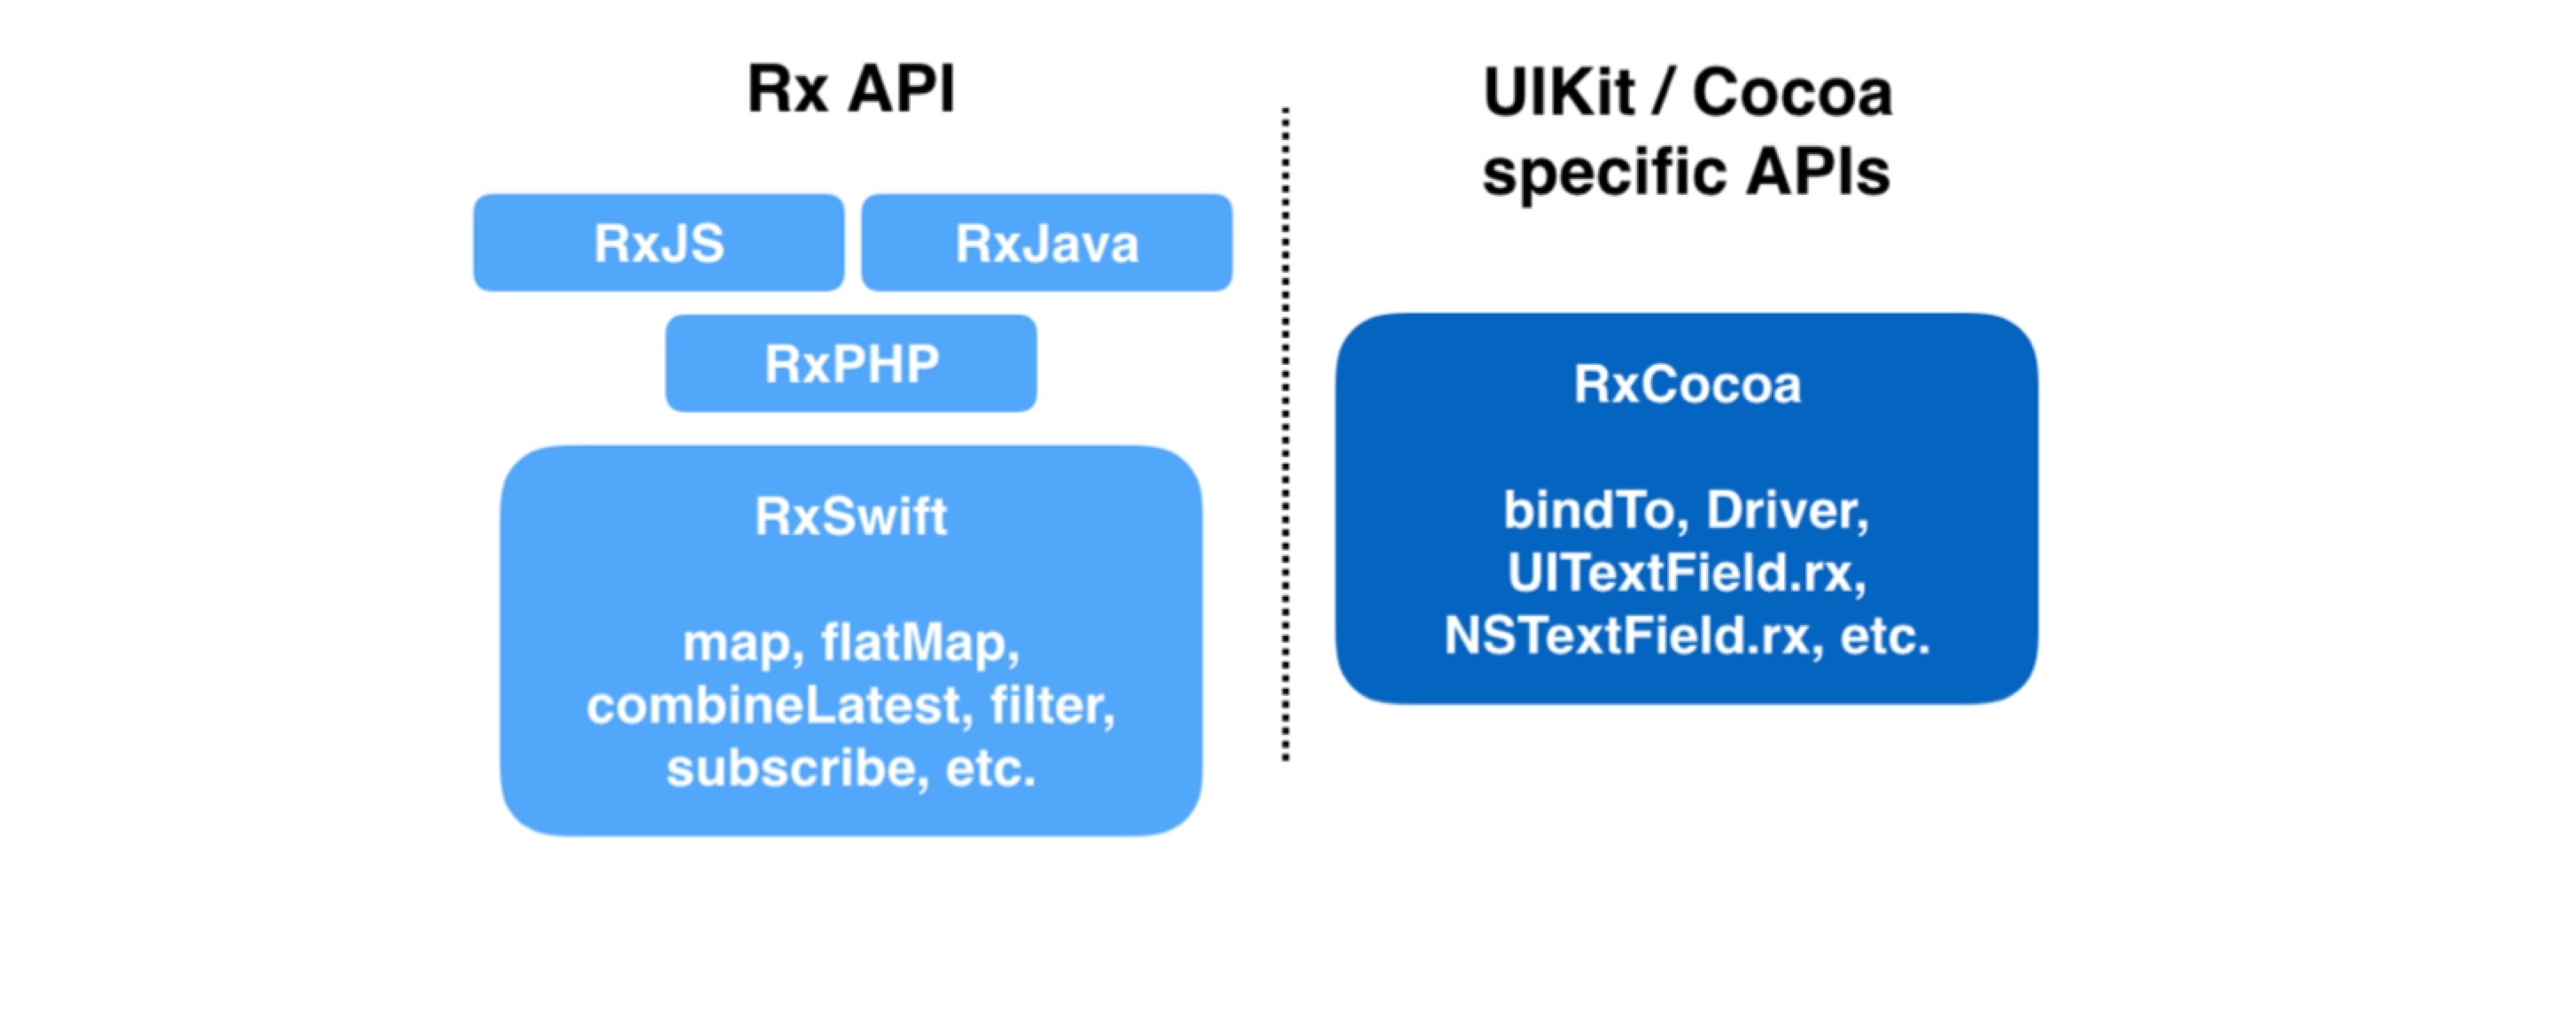 Rx API
RxJS
RxJava
RxPHP
RxSwift
map, flatMap,
combineLatest, filter,
subscribe, etc.
UIKit / Cocoa
specific APIs
RxCocoa
bindTo, Driver,
UITextField.rx,
NSTextField.rx, etc.